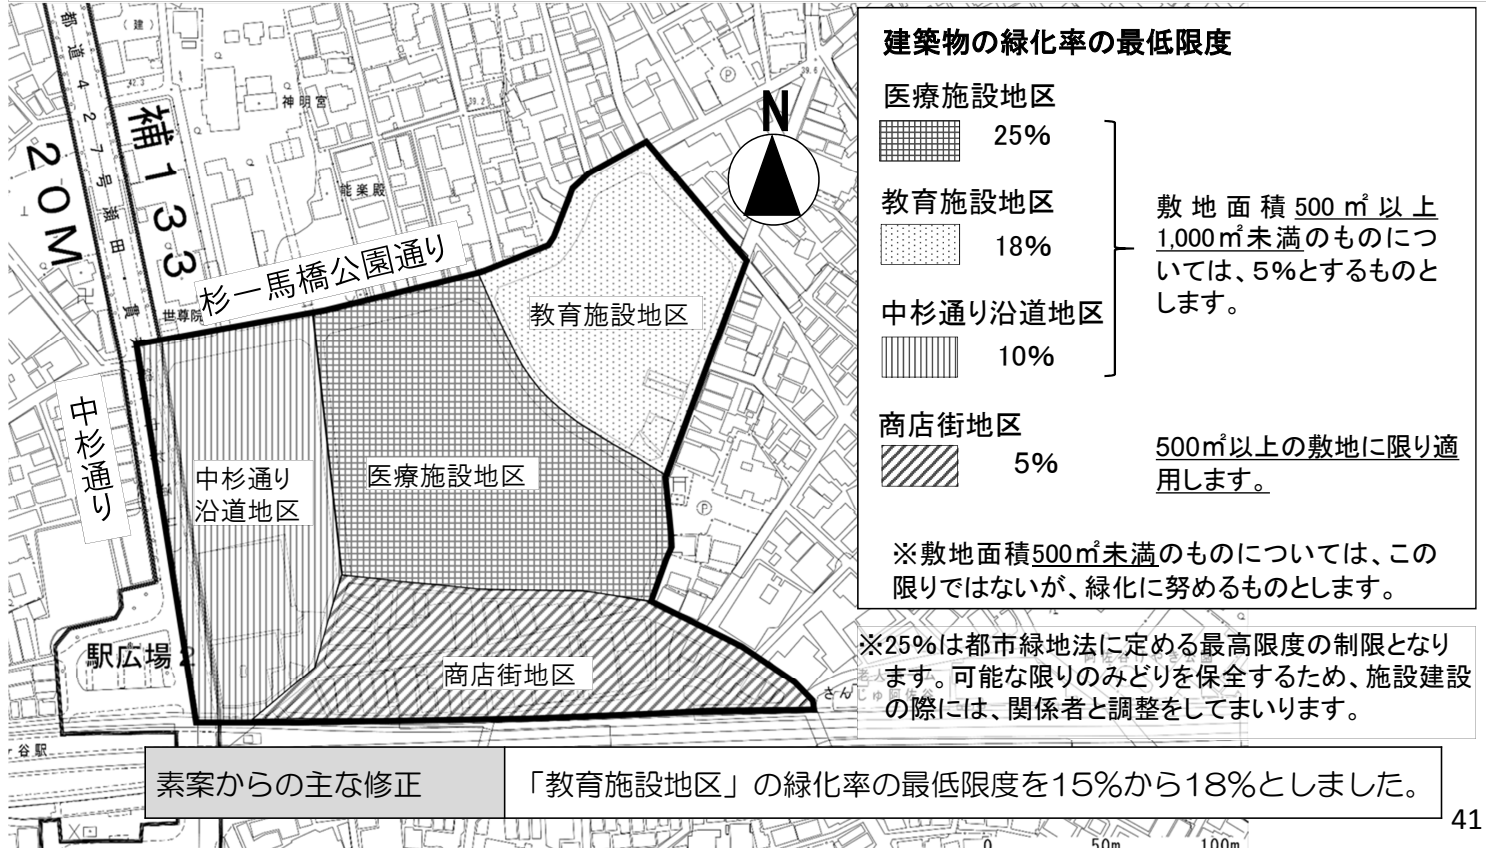 建築物の緑化率の最低限度
医療施設地区
25%
教育施設地区
18%
中杉通り沿道地区
10%
敷地面積500㎡以上
1,000㎡未満のものにつ
いては、5%とするものと
します。
商店街地区
5%
500㎡以上の敷地に限り適
用します。
※敷地面積500㎡未満のものについては、この
限りではないが、緑化に努めるものとします。
※25%は都市緑地法に定める最高限度の制限となり
ます。可能な限りのみどりを保全するため、施設建設
の際には、関係者と調整をしてまいります。
N
都道427号瀬田・貫
(建)
42.3
補133
20M
神明宮
39.2
39.6
能楽殿
世尊院
杉一馬橋公園通り
中杉通り
教育施設地区
医療施設地区
中杉通り
沿道地区
商店街地区
駅広場2
さん
ヶ谷駅
素案からの主な修正
「教育施設地区」の緑化率の最低限度を15%から18%としました。
0 50m 100m
41